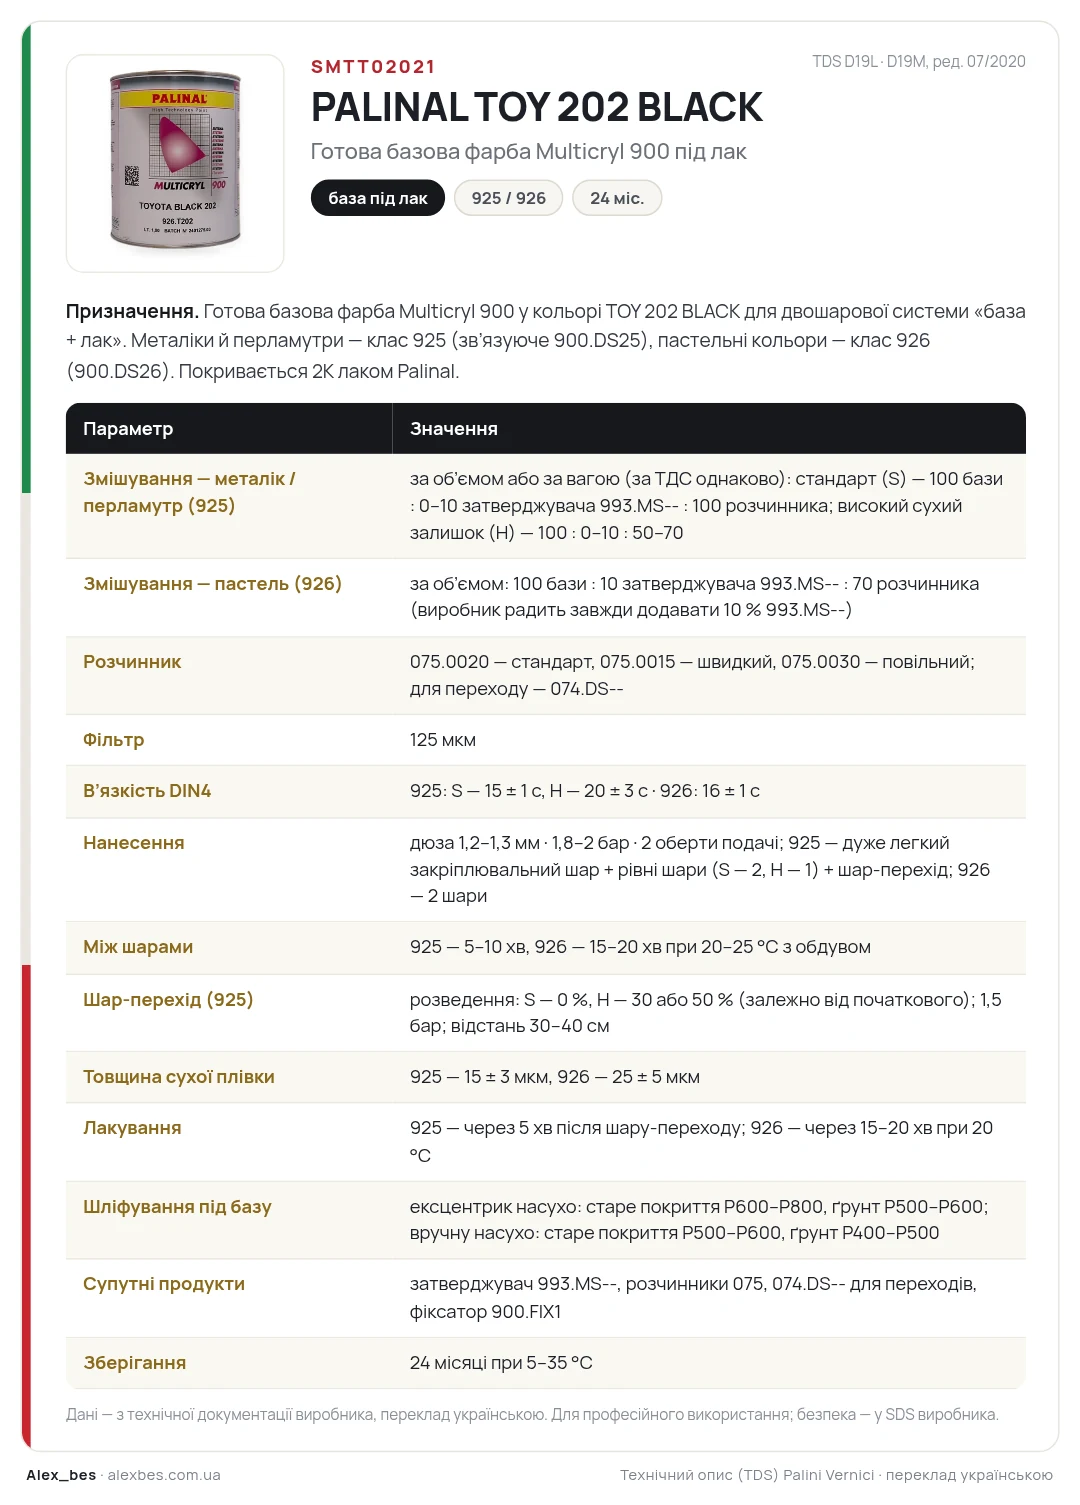 SMTT02021
TDS D19L · D19M, ред. 07/2020
PALINAL TOY 202 BLACK
Готова базова фарба Multicryl 900 під лак
база під лак
925 / 926
24 міс.
PALINAL
High Technology Paint
MULTICRYL 900
TOYOTA BLACK 202
926.T202
Призначення. Готова базова фарба Multicryl 900 у кольорі TOY 202 BLACK для двошарової системи «база
+ лак». Металіки й перламутри — клас 925 (зв’язуюче 900.DS25), пастельні кольори — клас 926
(900.DS26). Покривається 2К лаком Palinal.
Параметр
Значення
Змішування — металік /
перламутр (925)
за об’ємом або за вагою (за ТДС однаково): стандарт (S) — 100 бази
: 0–10 затверджувача 993.MS-- : 100 розчинника; високий сухий
залишок (H) — 100 : 0–10 : 50–70
Змішування — пастель (926)
за об’ємом: 100 бази : 10 затверджувача 993.MS-- : 70 розчинника
(виробник радить завжди додавати 10 % 993.MS--)
Розчинник
075.0020 — стандарт, 075.0015 — швидкий, 075.0030 — повільний;
для переходу — 074.DS--
Фільтр
125 мкм
В’язкість DIN4
925: S — 15 ± 1 с, H — 20 ± 3 с · 926: 16 ± 1 с
Нанесення
дюза 1,2–1,3 мм · 1,8–2 бар · 2 оберти подачі; 925 — дуже легкий
закріплювальний шар + рівні шари (S — 2, H — 1) + шар-перехід; 926
— 2 шари
Між шарами
925 — 5–10 хв, 926 — 15–20 хв при 20–25 °C з обдувом
Шар-перехід (925)
розведення: S — 0 %, H — 30 або 50 % (залежно від початкового); 1,5
бар; відстань 30–40 см
Товщина сухої плівки
925 — 15 ± 3 мкм, 926 — 25 ± 5 мкм
Лакування
925 — через 5 хв після шару-переходу; 926 — через 15–20 хв при 20
°C
Шліфування під базу
ексцентрик насухо: старе покриття P600–P800, ґрунт P500–P600;
вручну насухо: старе покриття P500–P600, ґрунт P400–P500
Супутні продукти
затверджувач 993.MS--, розчинники 075, 074.DS-- для переходів,
фіксатор 900.FIX1
Зберігання
24 місяці при 5–35 °C
Дані — з технічної документації виробника, переклад українською. Для професійного використання; безпека — у SDS виробника.
Alex_bes · alexbes.com.ua
Технічний опис (TDS) Palini Vernici · переклад українською